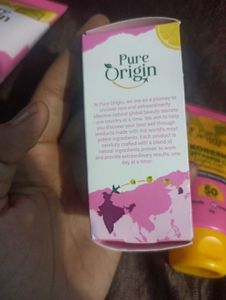 Pure
Origin
At Pure Origin, we are on a journey to
uncover rare and extraordinarily
effective natural global beauty secrets
one country at a time. We aim to help
you discover your best self through
products made with the world's most
potent ingredients. Each product is
carefully crafted with a blend of
natural ingredients proven to work
and provide extraordinary results, one
day at a time!
50